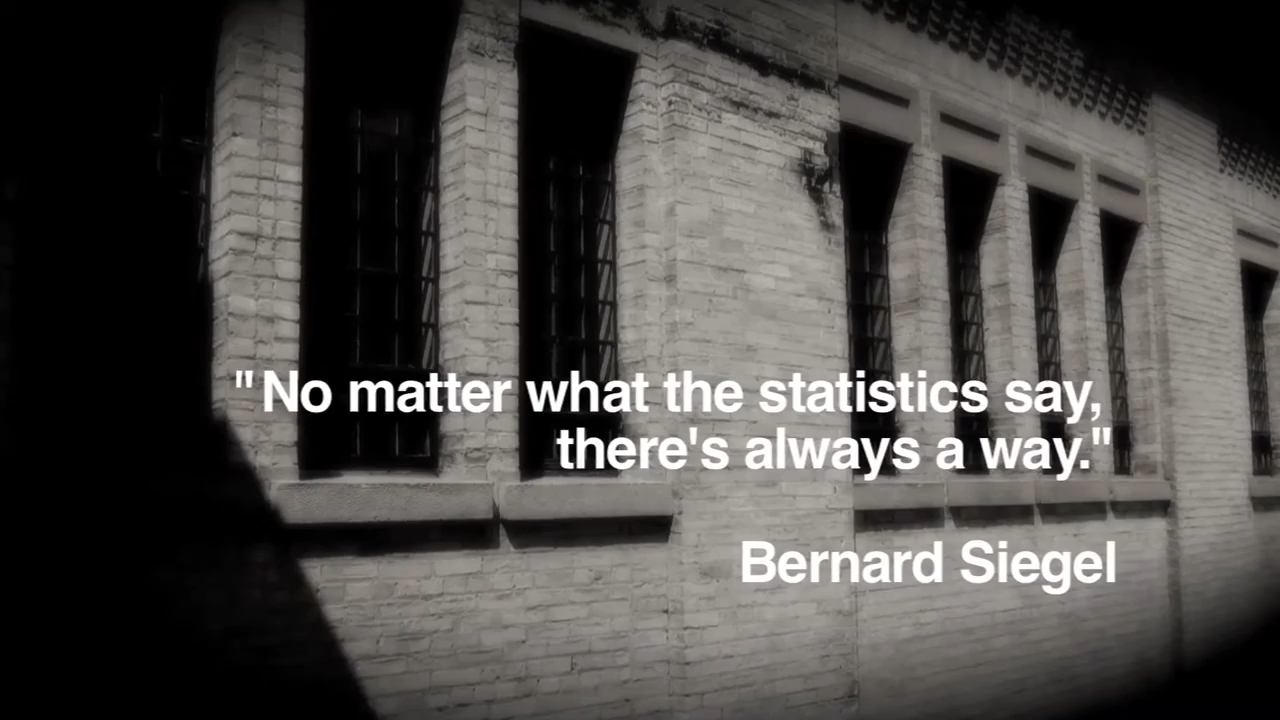 "No matter what the statistics say,
there's always a way."
Bernard Siegel